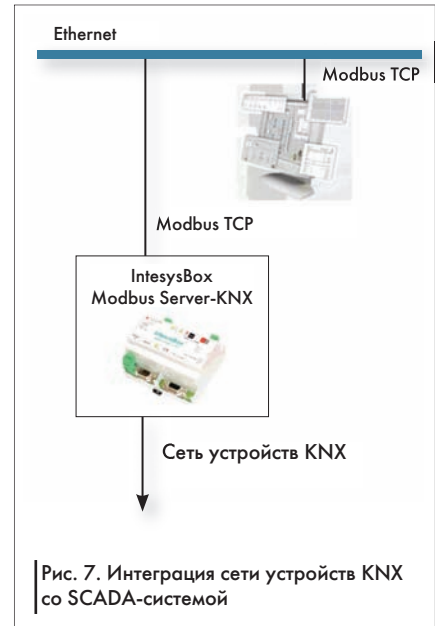 Ethernet
Modbus TCP
Modbus TCP
IntesysBox
Modbus Server-KNX
Сеть устройств KNX
Рис. 7. Интеграция сети устройств KNX
со SCADA-системой